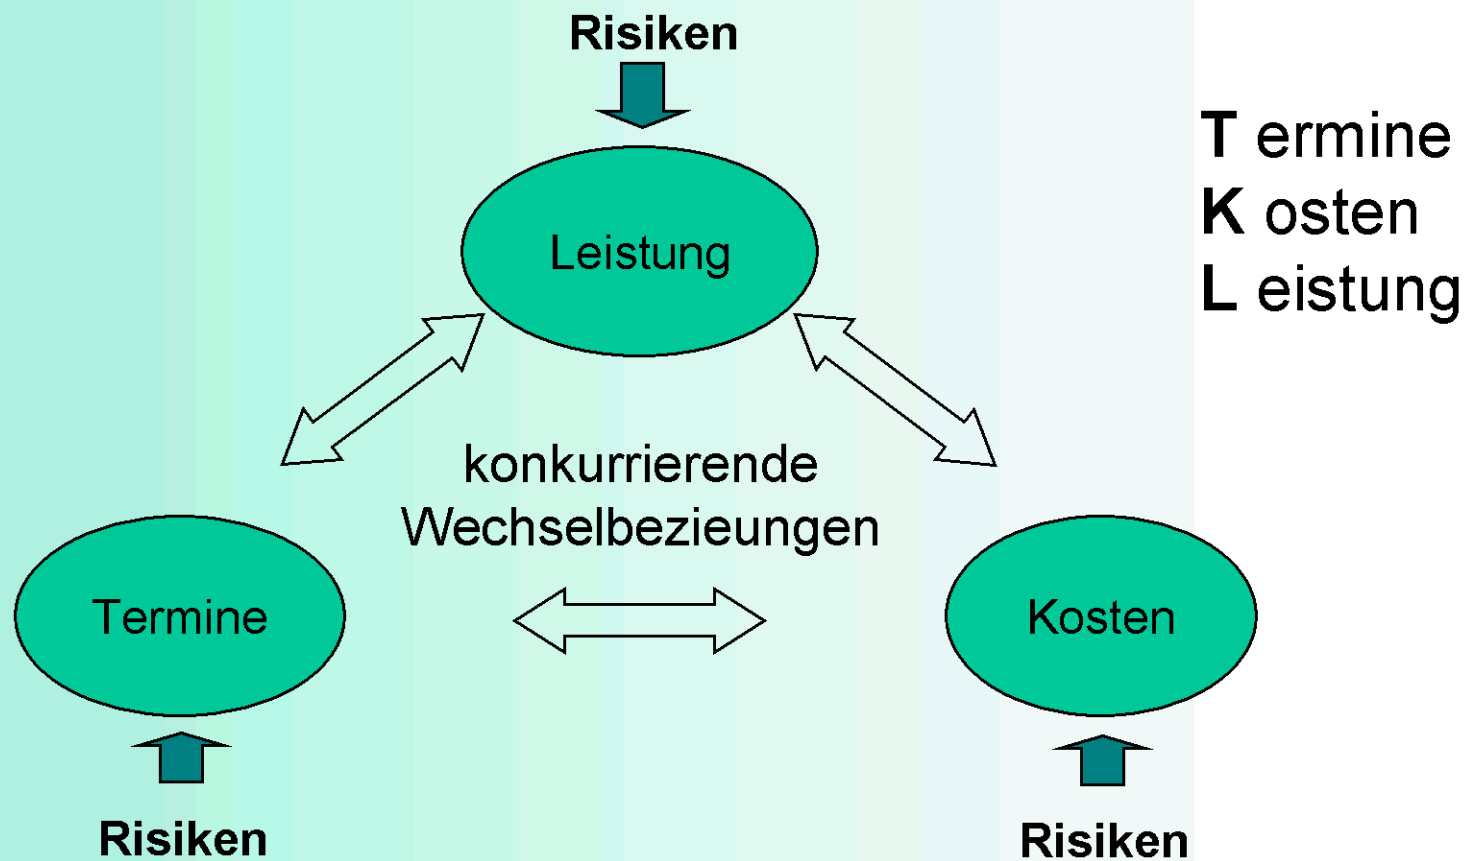 Risiken
T ermine
K osten
L eistung
Leistung
konkurrierende
Wechselbezieungen
Termine
Kosten
Risiken
Risiken